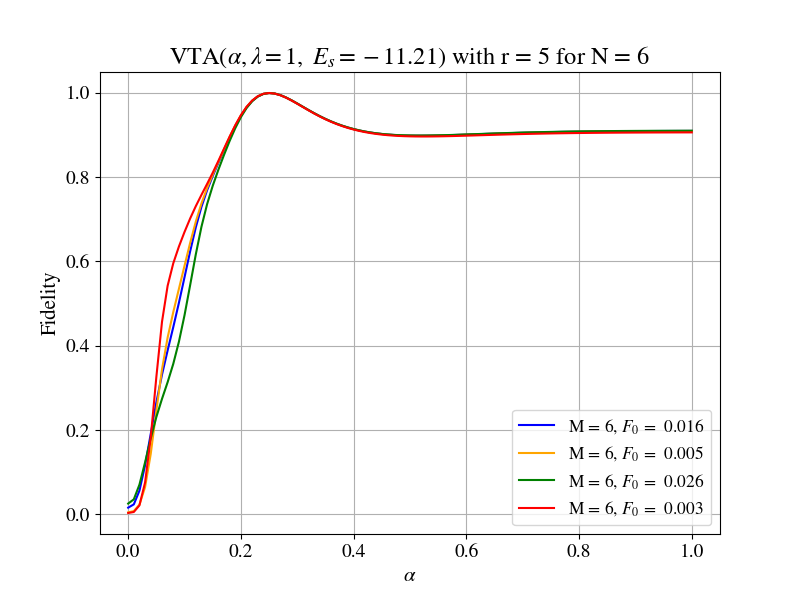 VTA(α, λ = 1, E_s = −11.21) with r = 5 for N = 6
Fidelity
1.0
0.8
0.6
0.4
0.2
0.0
M = 6, F_0 = 0.016
M = 6, F_0 = 0.005
M = 6, F_0 = 0.026
M = 6, F_0 = 0.003
0.0 0.2 0.4 0.6 0.8 1.0
α